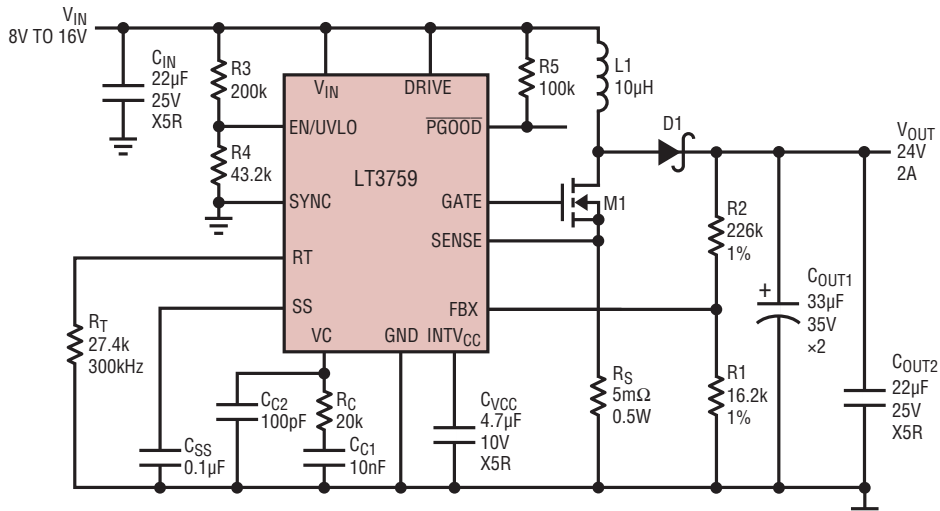 VIN
8V TO 16V
CIN
22µF
25V
X5R
R3
200k
R4
43.2k
VIN
DRIVE
EN/UVLO
PGOOD
LT3759
SYNC
GATE
SENSE
RT
SS
FBX
VC
GND
INTVCC
R5
100k
L1
10µH
D1
M1
VOUT
24V
2A
R2
226k
1%
COUT1
+
33µF
35V
×2
COUT2
22µF
25V
X5R
R1
16.2k
1%
RS
5mΩ
0.5W
RT
27.4k
300kHz
CSS
0.1µF
CC2
100pF
RC
20k
CC1
10nF
CVCC
4.7µF
10V
X5R